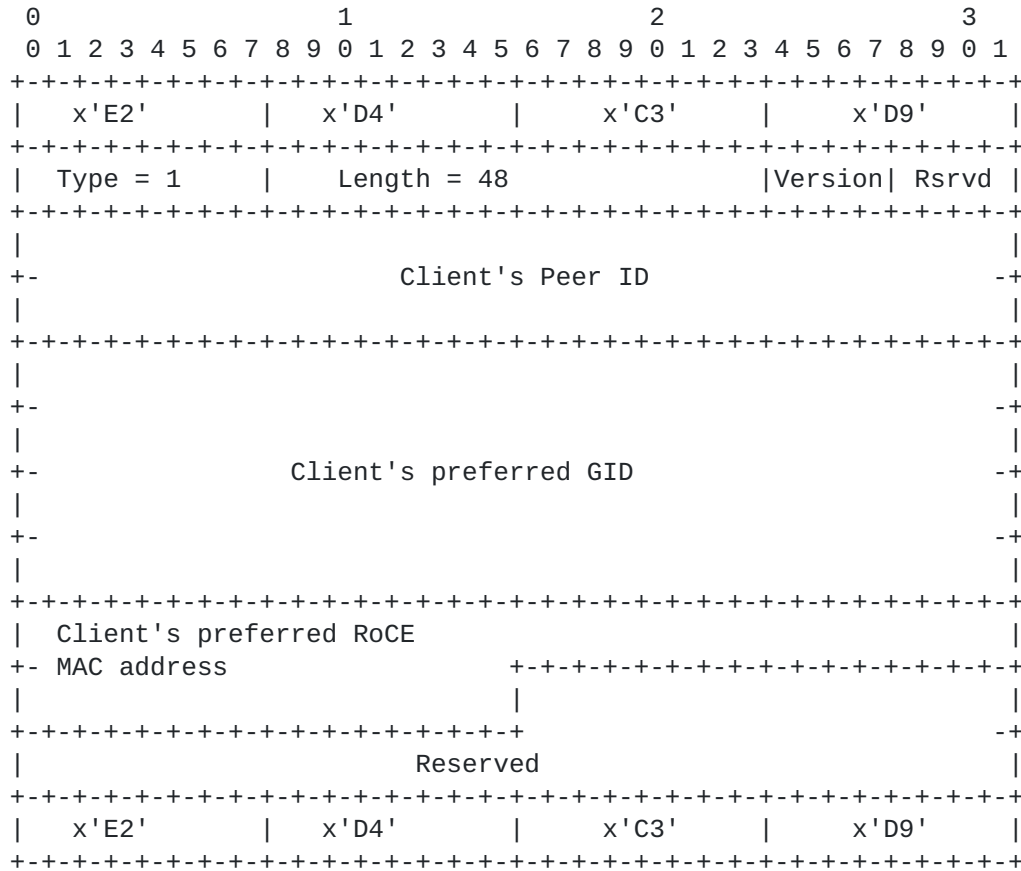 0                   1                   2                   3
 0 1 2 3 4 5 6 7 8 9 0 1 2 3 4 5 6 7 8 9 0 1 2 3 4 5 6 7 8 9 0 1
+-+-+-+-+-+-+-+-+-+-+-+-+-+-+-+-+-+-+-+-+-+-+-+-+-+-+-+-+-+-+-+-+
|   x'E2'       |   x'D4'       |     x'C3'     |     x'D9'     |
+-+-+-+-+-+-+-+-+-+-+-+-+-+-+-+-+-+-+-+-+-+-+-+-+-+-+-+-+-+-+-+-+
|  Type = 1     |    Length = 48                |Version| Rsrvd |
+-+-+-+-+-+-+-+-+-+-+-+-+-+-+-+-+-+-+-+-+-+-+-+-+-+-+-+-+-+-+-+-+
|                                                               |
+-                       Client's Peer ID                      -+
|                                                               |
+-+-+-+-+-+-+-+-+-+-+-+-+-+-+-+-+-+-+-+-+-+-+-+-+-+-+-+-+-+-+-+-+
|                                                               |
+-                                                             -+
|                                                               |
+-                Client's preferred GID                       -+
|                                                               |
+-                                                             -+
|                                                               |
+-+-+-+-+-+-+-+-+-+-+-+-+-+-+-+-+-+-+-+-+-+-+-+-+-+-+-+-+-+-+-+-+
|  Client's preferred RoCE                                      |
+- MAC address                  +-+-+-+-+-+-+-+-+-+-+-+-+-+-+-+-+
|                               |                               |
+-+-+-+-+-+-+-+-+-+-+-+-+-+-+-+-+                              -+
|                         Reserved                              |
+-+-+-+-+-+-+-+-+-+-+-+-+-+-+-+-+-+-+-+-+-+-+-+-+-+-+-+-+-+-+-+-+
|   x'E2'       |   x'D4'       |     x'C3'     |     x'D9'     |
+-+-+-+-+-+-+-+-+-+-+-+-+-+-+-+-+-+-+-+-+-+-+-+-+-+-+-+-+-+-+-+-+